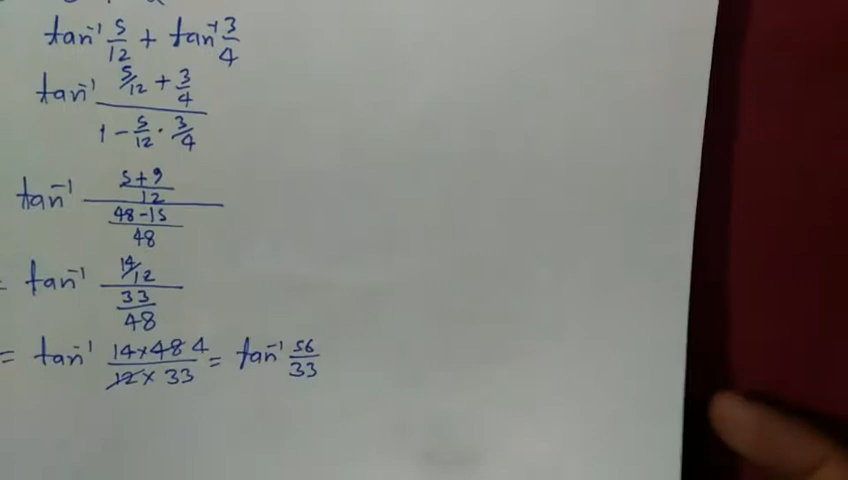 tan⁻¹ 5/12 + tan⁻¹ 3/4
tan⁻¹ (5/12 + 3/4) / (1 - 5/12 · 3/4)
tan⁻¹ ((5+9)/12) / ((48-15)/48)
= tan⁻¹ (14/12) / (33/48)
= tan⁻¹ (14×48 4)/(12×33) = tan⁻¹ 56/33